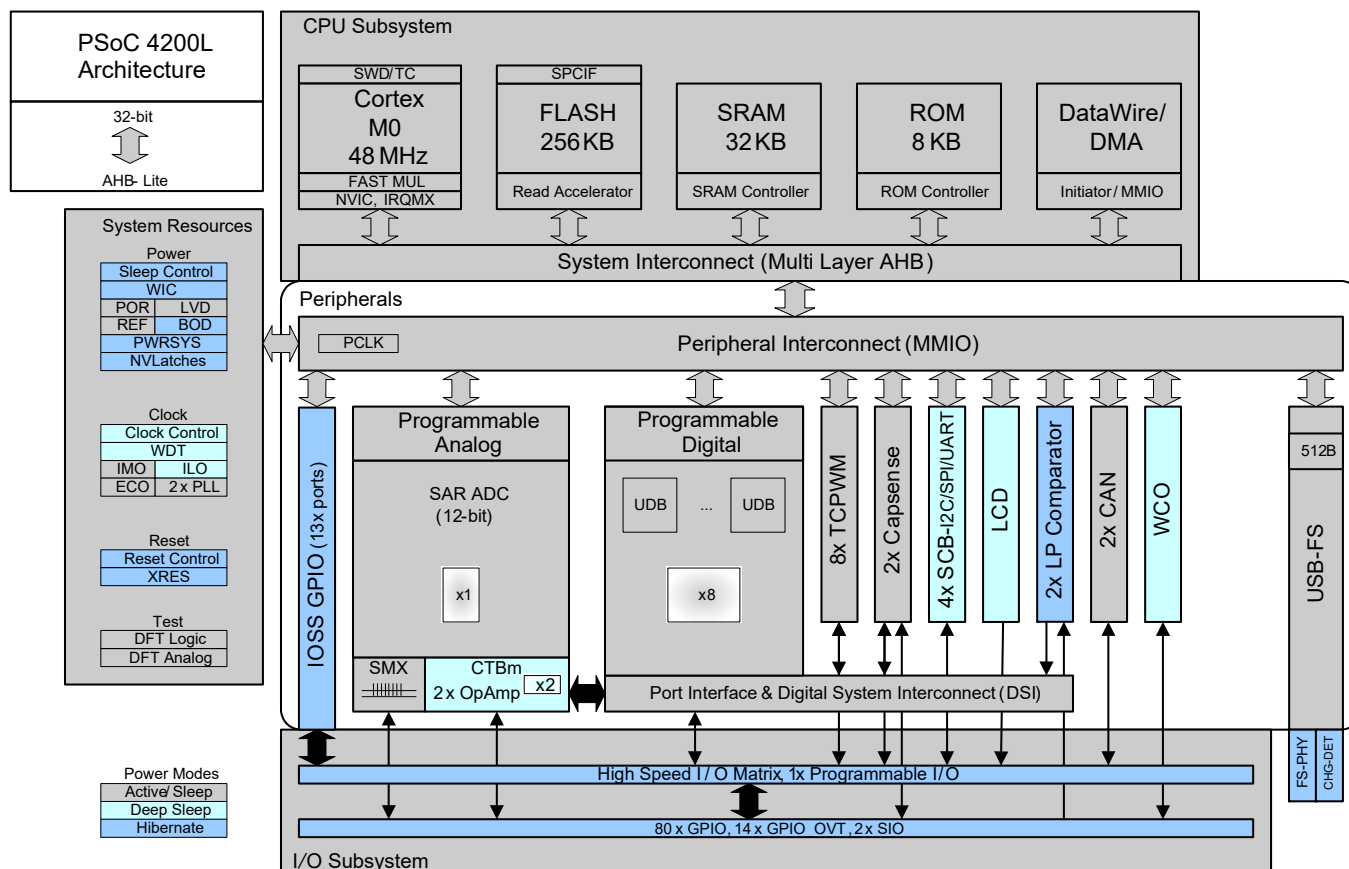 PSoC 4200L
Architecture
32-bit
AHB- Lite
CPU Subsystem
SWD/TC
Cortex
M0
48 MHz
FAST MUL
NVIC, IRQMX
SPCIF
FLASH
256 KB
Read Accelerator
SRAM
32 KB
SRAM Controller
ROM
8 KB
ROM Controller
DataWire/
DMA
Initiator/ MMIO
System Interconnect (Multi Layer AHB)
System Resources
Power
Sleep Control
WIC
POR LVD
REF BOD
PWRSYS
NVLatches
Clock
Clock Control
WDT
IMO ILO
ECO 2x PLL
Reset
Reset Control
XRES
Test
DFT Logic
DFT Analog
Peripherals
PCLK
Peripheral Interconnect (MMIO)
IOSS GPIO (13x ports)
Programmable
Analog
SAR ADC
(12-bit)
x1
SMX
CTBm
2x OpAmp
x2
Programmable
Digital
UDB ... UDB
x8
8x TCPWM
2x Capsense
4x SCB-I2C/SPI/UART
LCD
2x LP Comparator
2x CAN
WCO
512B
USB-FS
FS-PHY
CHG-DET
Port Interface & Digital System Interconnect (DSI)
High Speed I/ O Matrix, 1x Programmable I/O
80x GPIO, 14x GPIO OVT, 2x SIO
I/O Subsystem
Power Modes
Active/ Sleep
Deep Sleep
Hibernate